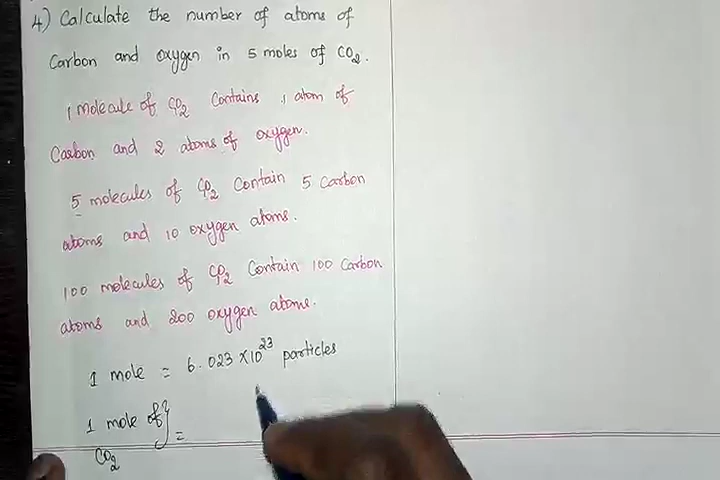 4) Calculate the number of atoms of
Carbon and oxygen in 5 moles of CO2.
1 molecule of CO2 Contains 1 atom of
Carbon and 2 atoms of oxygen.
5 molecules of CO2 Contain 5 Carbon
atoms and 10 oxygen atoms.
100 molecules of CO2 Contain 100 Carbon
atoms and 200 oxygen atoms.
1 mole = 6.023 × 10^23 particles
1 mole of } =
CO2